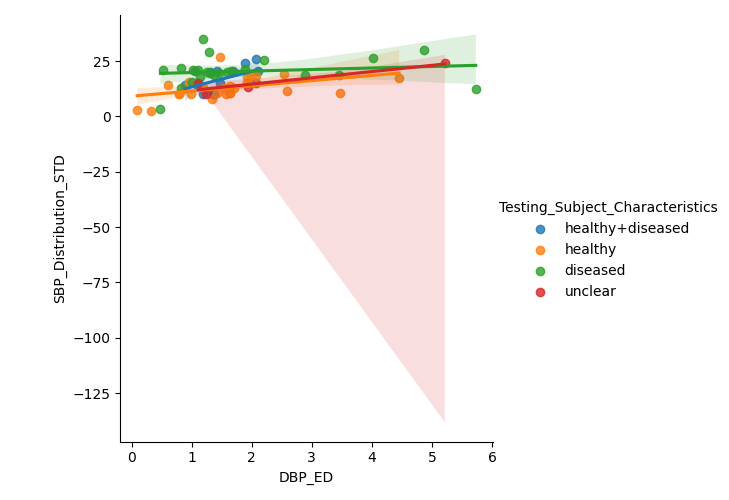 25
0
−25
−50
−75
−100
−125
SBP_Distribution_STD
0 1 2 3 4 5 6
DBP_ED
Testing_Subject_Characteristics
healthy+diseased
healthy
diseased
unclear